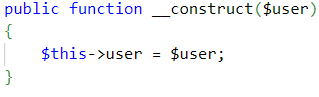 public function __construct($user)
{
    $this->user = $user;
}